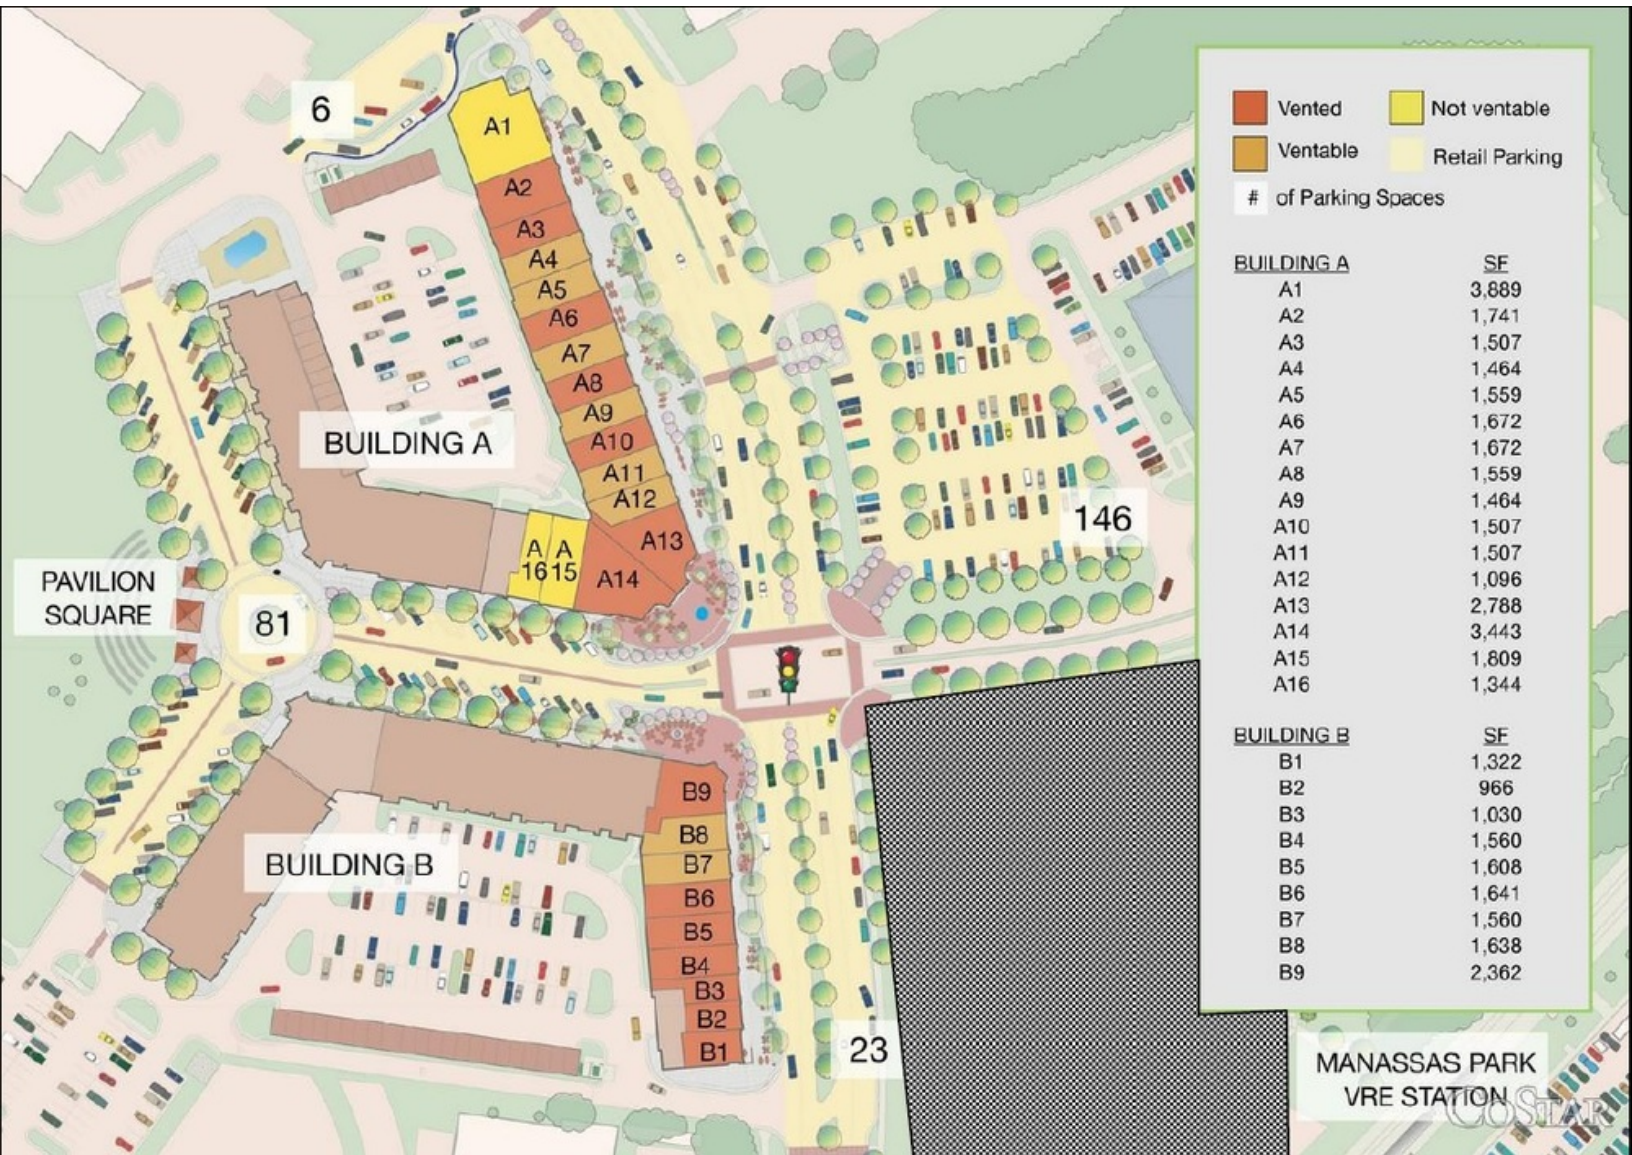 6
A1
A2
A3
A4
A5
A6
A7
A8
A9
A10
A11
A12
A13
A14
A
15
A
16
BUILDING A
146
PAVILION
SQUARE
81
BUILDING B
B9
B8
B7
B6
B5
B4
B3
B2
B1
23
Vented
Not ventable
Ventable
Retail Parking
# of Parking Spaces
BUILDING A SF
A1 3,889
A2 1,741
A3 1,507
A4 1,464
A5 1,559
A6 1,672
A7 1,672
A8 1,559
A9 1,464
A10 1,507
A11 1,507
A12 1,096
A13 2,788
A14 3,443
A15 1,809
A16 1,344
BUILDING B SF
B1 1,322
B2 966
B3 1,030
B4 1,560
B5 1,608
B6 1,641
B7 1,560
B8 1,638
B9 2,362
MANASSAS PARK
VRE STATION
COSTAR